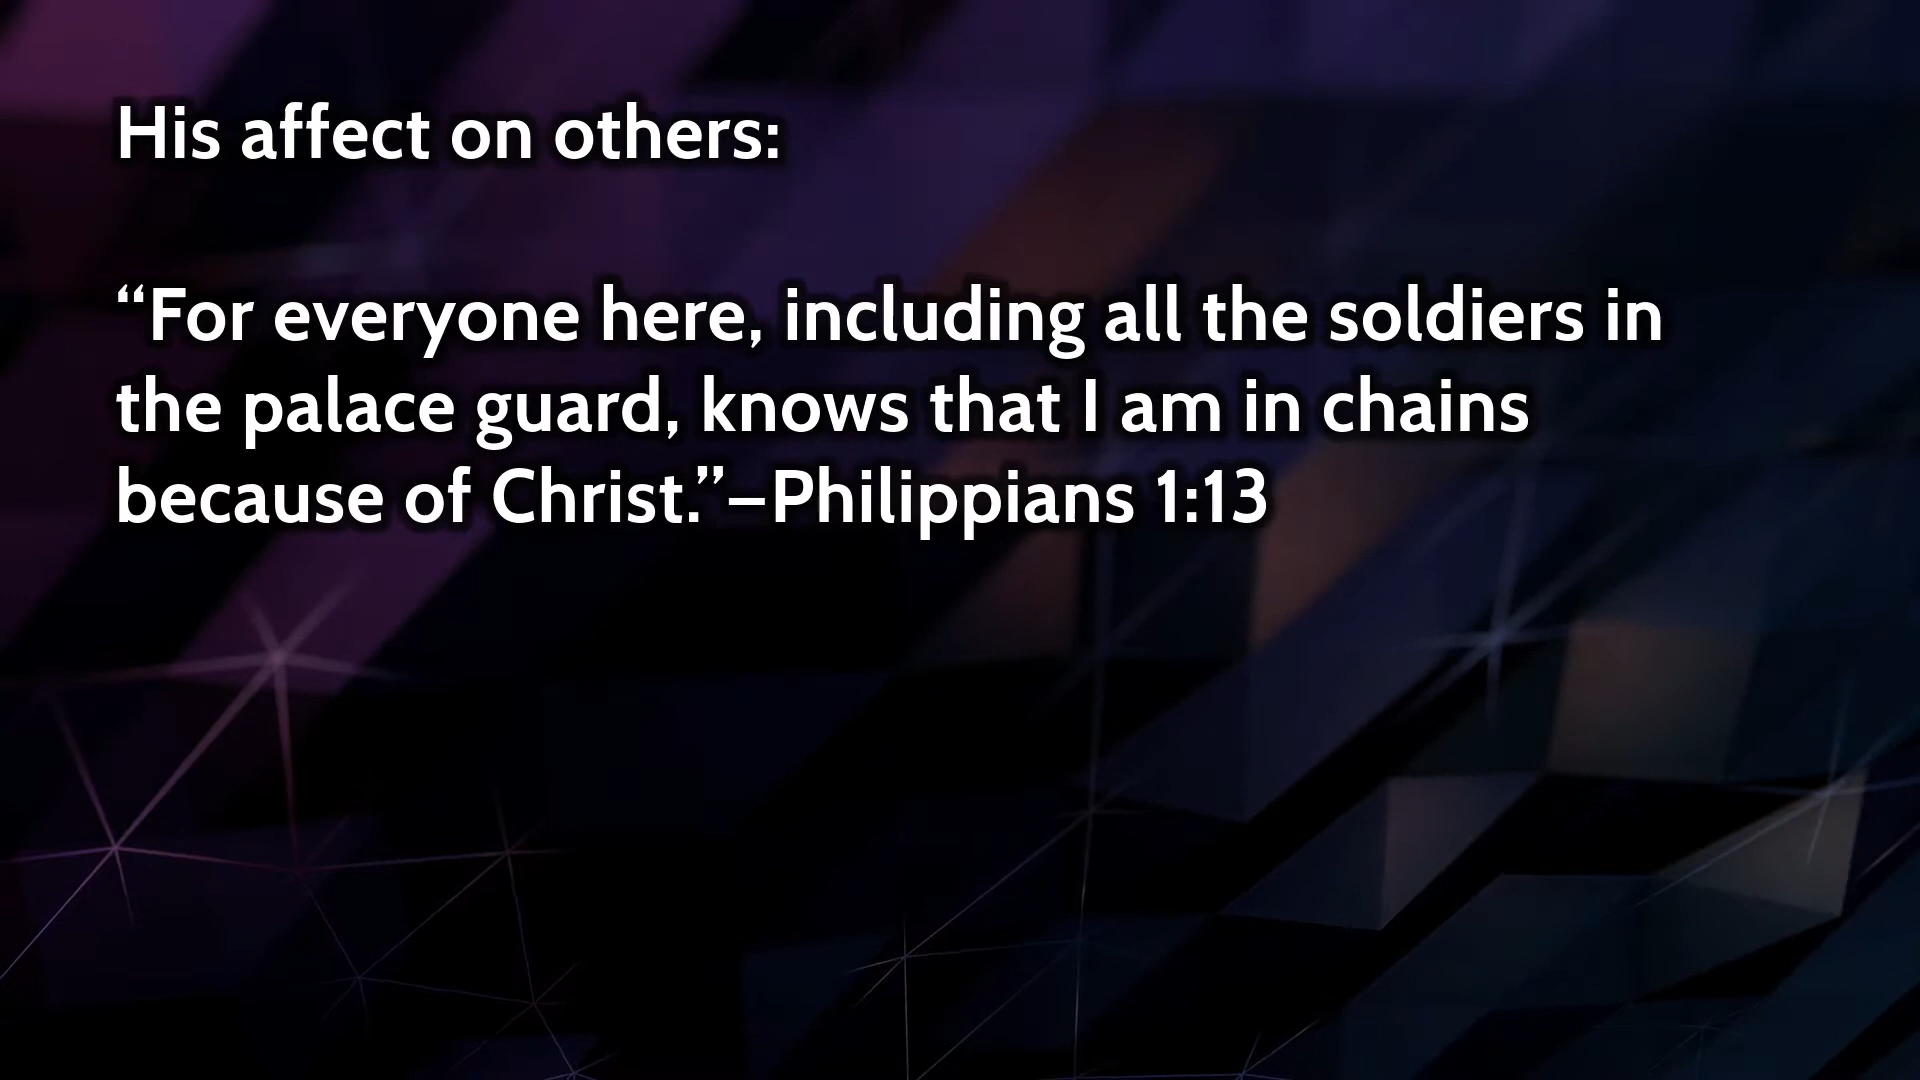 His affect on others:
“For everyone here, including all the soldiers in
the palace guard, knows that I am in chains
because of Christ.”–Philippians 1:13